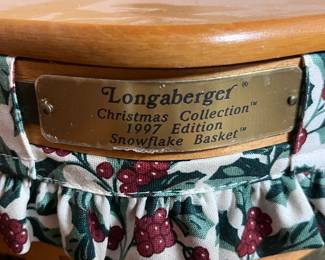 Longaberger®
Christmas Collection™
1997 Edition
Snowflake Basket™